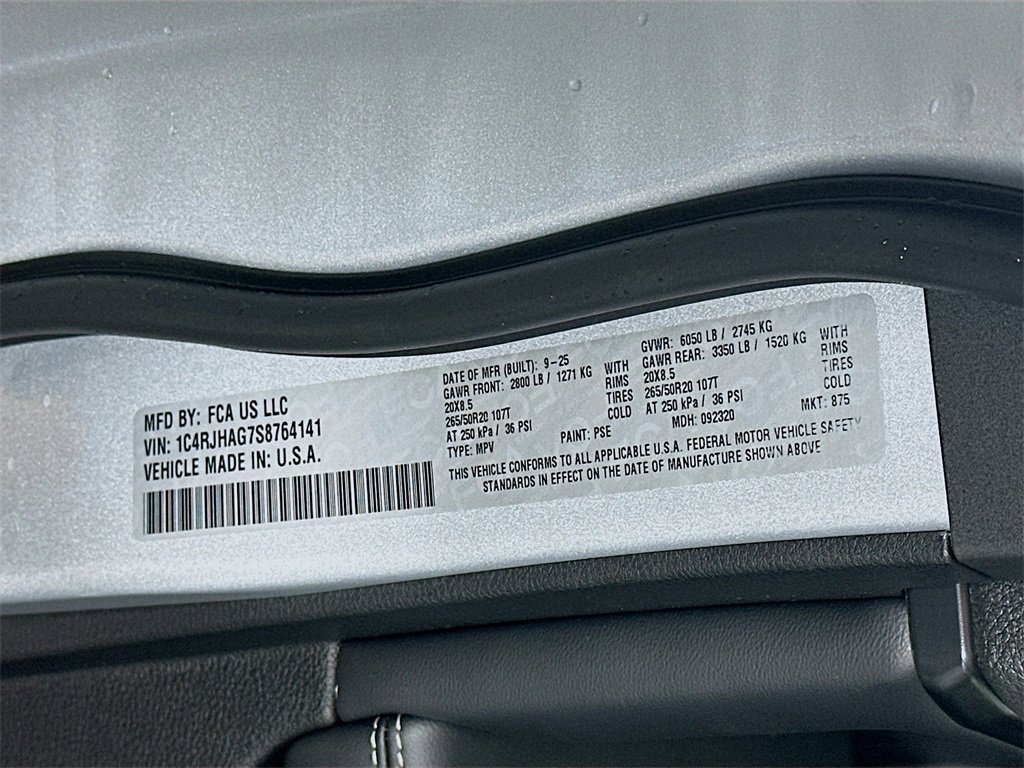 MFD BY: FCA US LLC
VIN: 1C4RJHAG7S8764141
VEHICLE MADE IN: U.S.A.
DATE OF MFR (BUILT): 9-25
GAWR FRONT: 2800 LB / 1271 KG WITH
20X8.5 RIMS
265/50R20 107T TIRES
AT 250 kPa / 36 PSI COLD
TYPE: MPV PAINT: PSE
GVWR: 6050 LB / 2745 KG
GAWR REAR: 3350 LB / 1520 KG WITH
20X8.5 RIMS
265/50R20 107T TIRES
AT 250 kPa / 36 PSI COLD
MDH: 092320 MKT: 875
THIS VEHICLE CONFORMS TO ALL APPLICABLE U.S.A. FEDERAL MOTOR VEHICLE SAFETY
STANDARDS IN EFFECT ON THE DATE OF MANUFACTURE SHOWN ABOVE